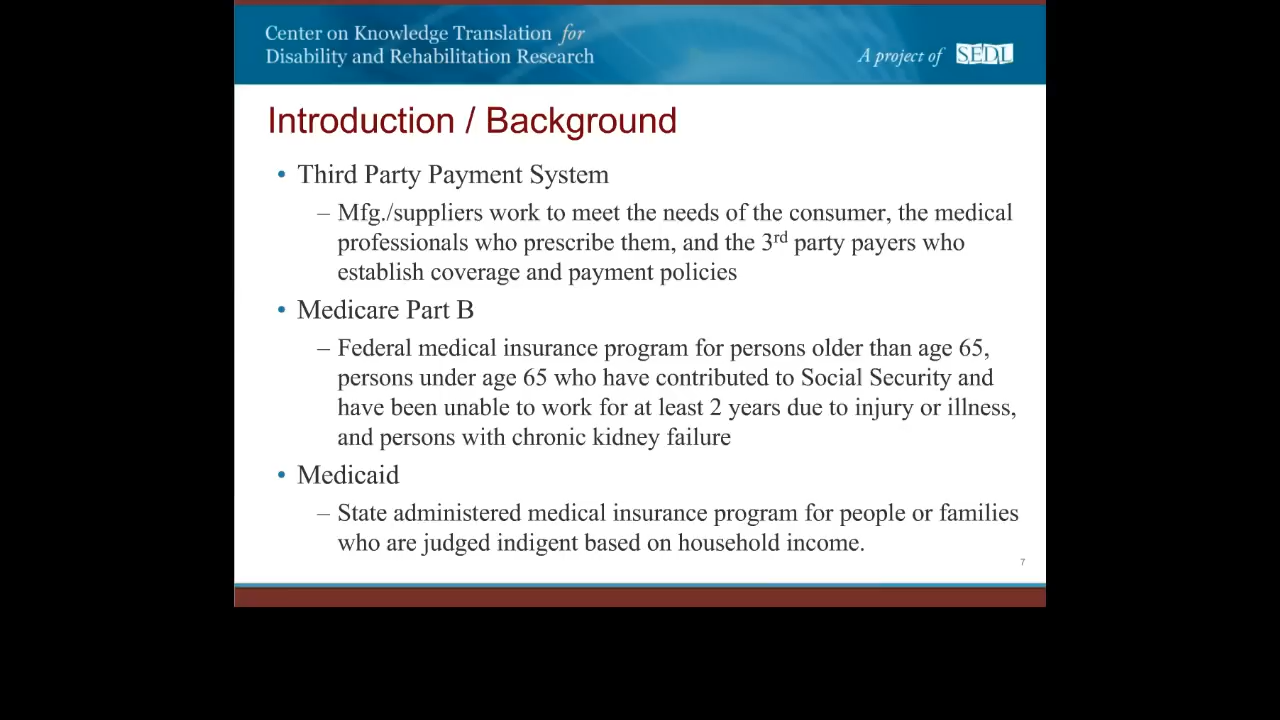 Center on Knowledge Translation for
Disability and Rehabilitation Research
A project of SEDL
Introduction / Background
• Third Party Payment System
– Mfg./suppliers work to meet the needs of the consumer, the medical
professionals who prescribe them, and the 3rd party payers who
establish coverage and payment policies
• Medicare Part B
– Federal medical insurance program for persons older than age 65,
persons under age 65 who have contributed to Social Security and
have been unable to work for at least 2 years due to injury or illness,
and persons with chronic kidney failure
• Medicaid
– State administered medical insurance program for people or families
who are judged indigent based on household income.
7